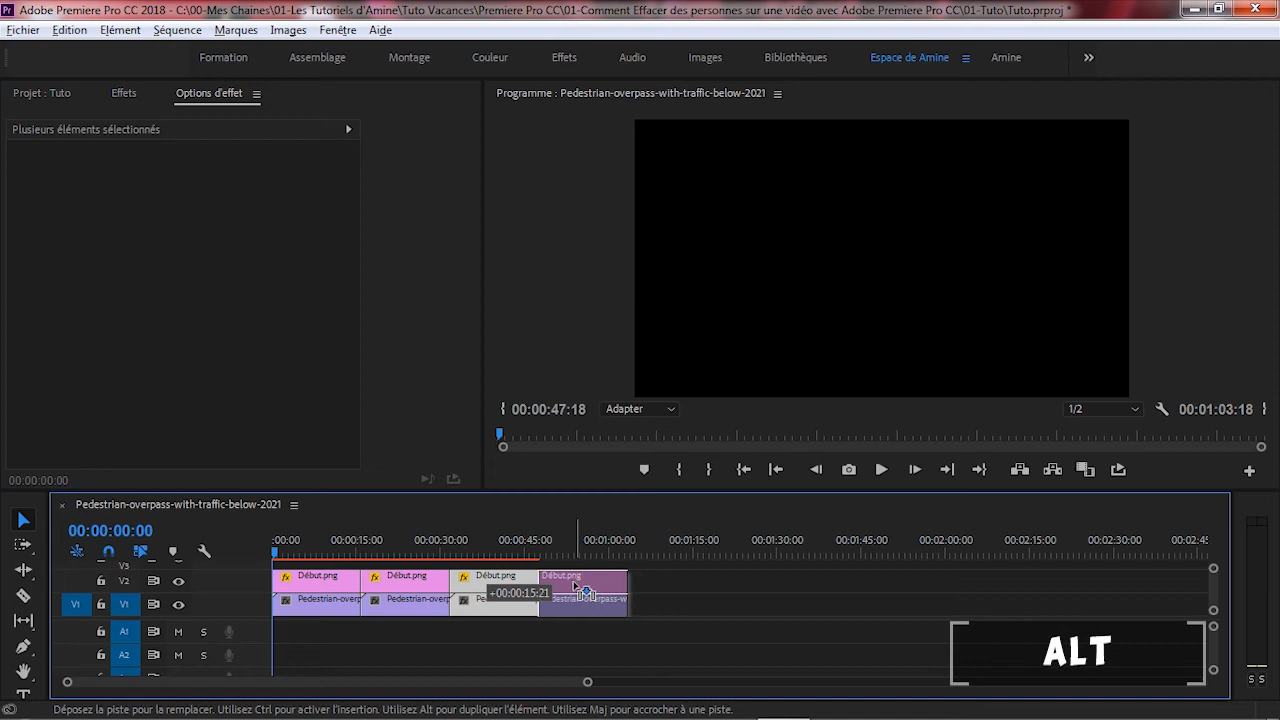 Adobe Premiere Pro CC 2018 - C:\00-Mes Chaines\01-Les Tutoriels d'Amine\Tuto Vacances\Premiere Pro CC\01-Comment Effacer des personnes sur une vidéo avec Adobe Premiere Pro CC\01-Tuto\Tuto.prproj *
Fichier Edition Elément Séquence Marques Images Fenêtre Aide
Formation Assemblage Montage Couleur Effets Audio Images Bibliothèques Espace de Amine Amine
Projet : Tuto Effets Options d'effet
Programme : Pedestrian-overpass-with-traffic-below-2021
Plusieurs éléments sélectionnés
00:00:47:18 Adapter 1/2 00:01:03:18
00:00:00:00
Pedestrian-overpass-with-traffic-below-2021
00:00:00:00
:00:00 00:00:15:00 00:00:30:00 00:00:45:00 00:01:00:00 00:01:15:00 00:01:30:00 00:01:45:00 00:02:00:00 00:02:15:00 00:02:30:00 00:02:45
V3
V2 Début.png Début.png Début.png Début.png
+00:00:15:21
V1 V1 Pedestrian-overp Pedestrian-overp Pe destrian-overpass-w
A1 M S
A2 M S
ALT
S S
Déposez la piste pour la remplacer. Utilisez Ctrl pour activer l'insertion. Utilisez Alt pour dupliquer l'élément. Utilisez Maj pour accrocher à une piste.